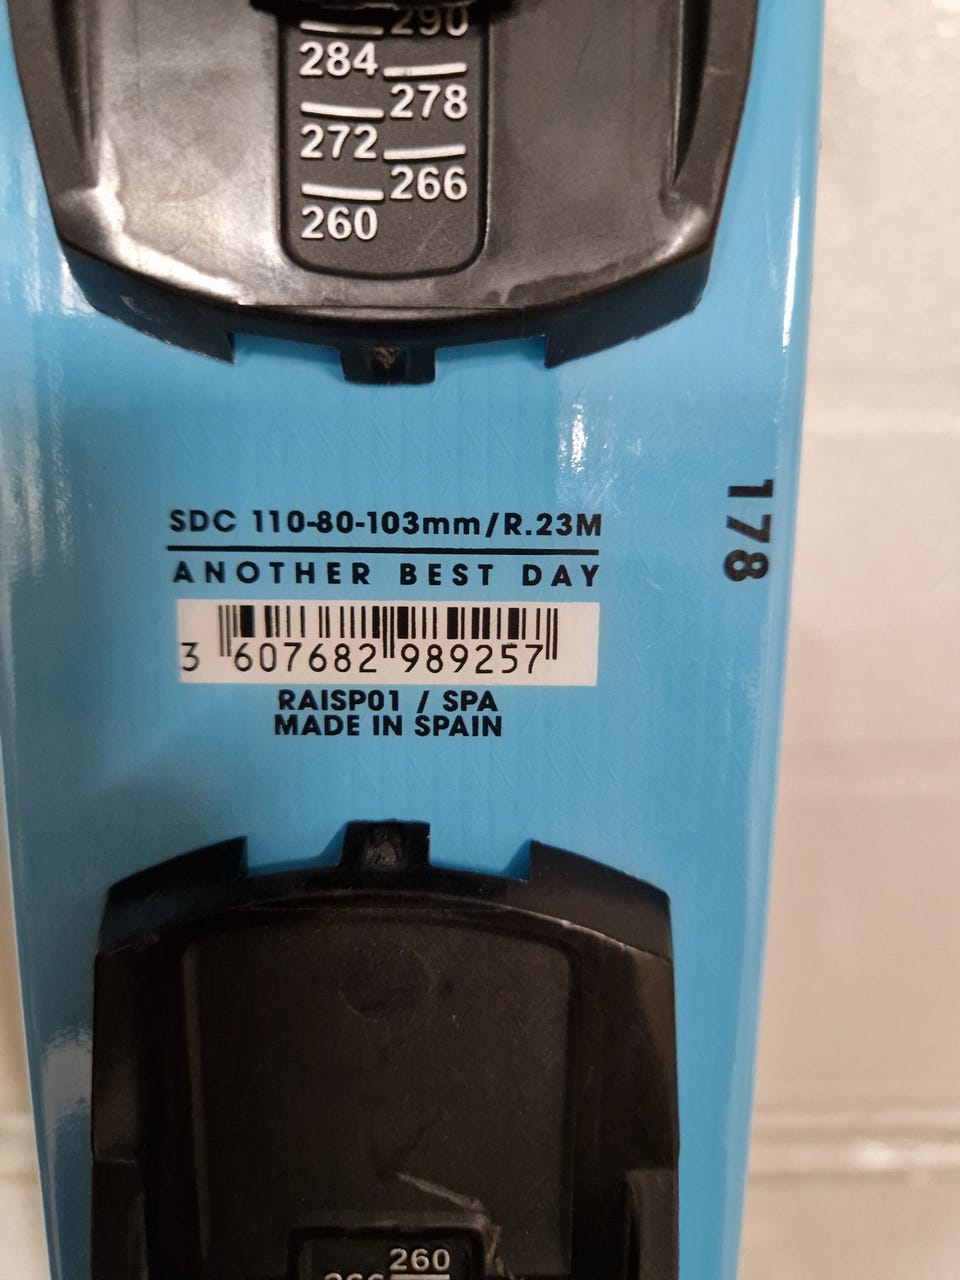 290
284
278
272
266
260
SDC 110-80-103mm/R.23M
ANOTHER BEST DAY
178
3 607682 989257
RAISP01 / SPA
MADE IN SPAIN
260
266